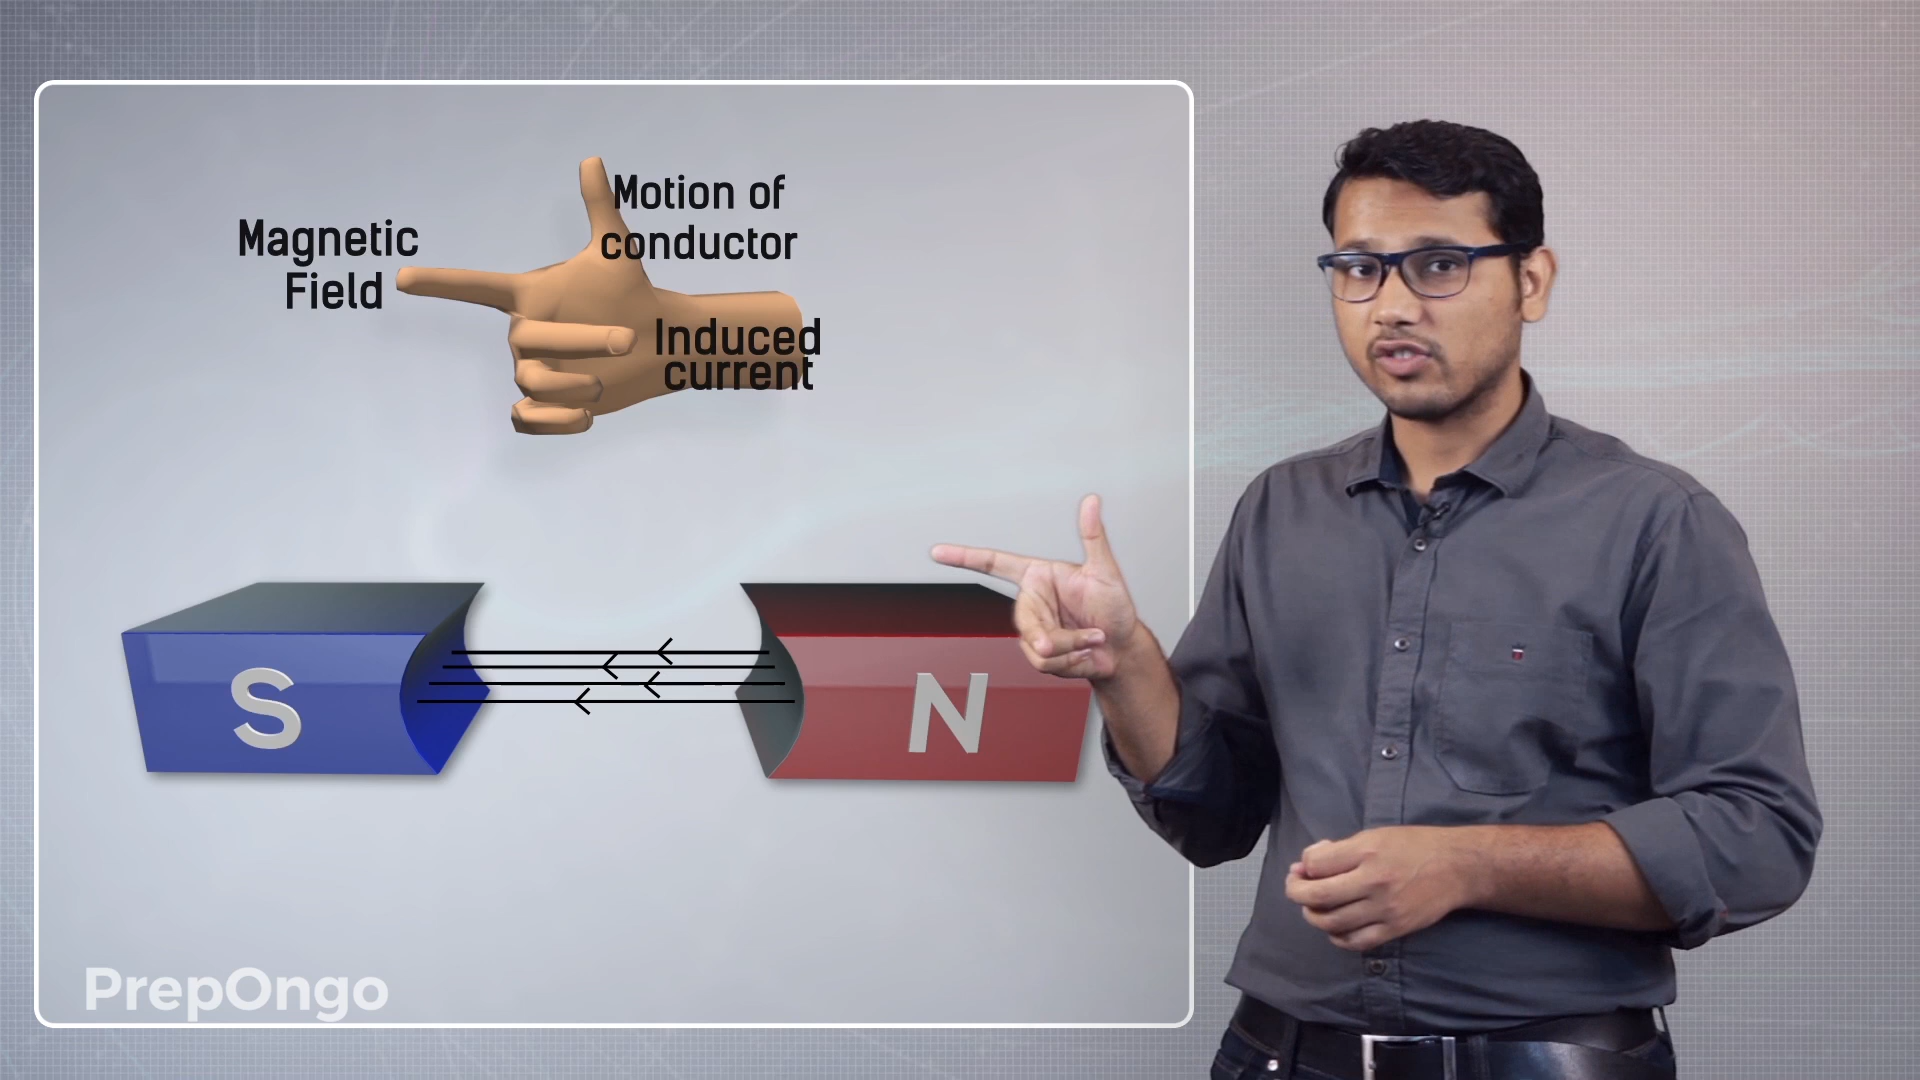 Motion of
conductor
Magnetic
Field
Induced
current
S
N
PrepOngo